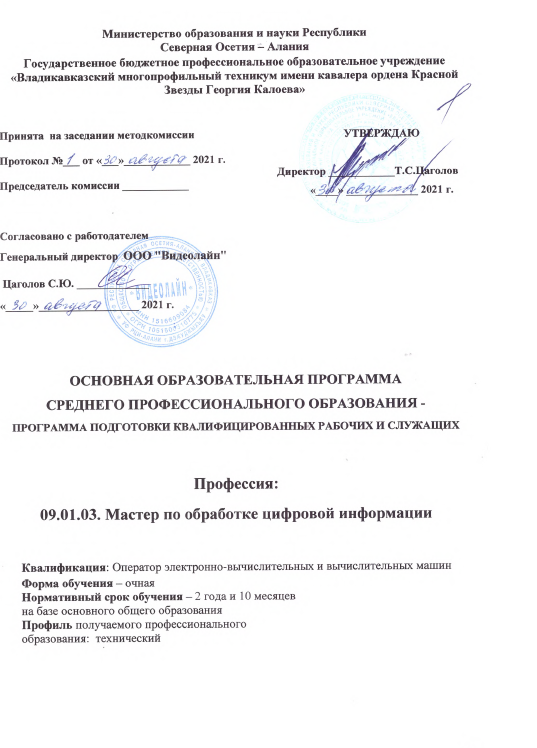 Министерство образования и науки Республики
Северная Осетия – Алания
Государственное бюджетное профессиональное образовательное учреждение
«Владикавказский многопрофильный техникум имени кавалера ордена Красной
Звезды Георгия Калоева»
Принята на заседании методкомиссии
Протокол № 1 от «30» августа 2021 г.
Председатель комиссии ____________
УТВЕРЖДАЮ
Директор ____________Т.С.Цаголов
«30» августа 2021 г.
Согласовано с работодателем
Генеральный директор ООО "Видеолайн"
Цаголов С.Ю. ____________
«30» августа 2021 г.
ВИДЕОЛАЙН
ОСНОВНАЯ ОБРАЗОВАТЕЛЬНАЯ ПРОГРАММА
СРЕДНЕГО ПРОФЕССИОНАЛЬНОГО ОБРАЗОВАНИЯ -
ПРОГРАММА ПОДГОТОВКИ КВАЛИФИЦИРОВАННЫХ РАБОЧИХ И СЛУЖАЩИХ
Профессия:
09.01.03. Мастер по обработке цифровой информации
Квалификация: Оператор электронно-вычислительных и вычислительных машин
Форма обучения – очная
Нормативный срок обучения – 2 года и 10 месяцев
на базе основного общего образования
Профиль получаемого профессионального
образования: технический